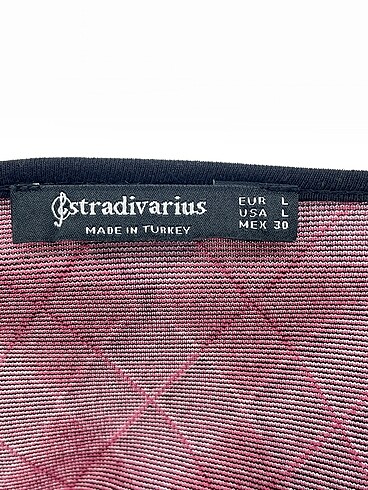 stradivarius
MADE IN TURKEY
EUR L
USA L
MEX 30